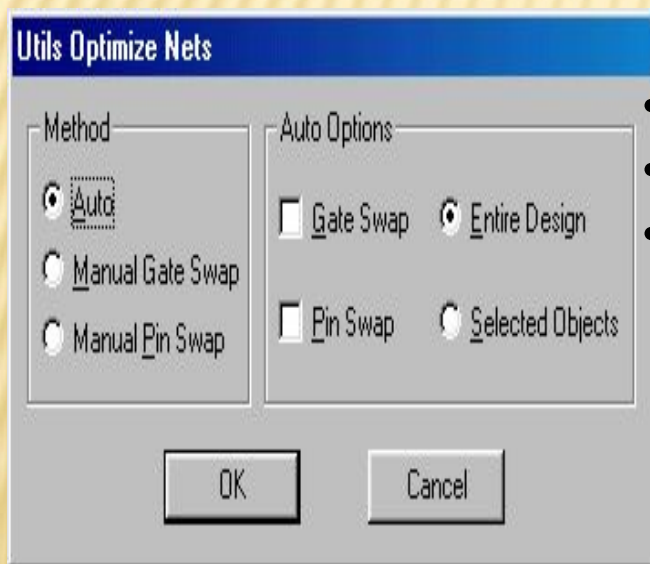 Utils Optimize Nets
Method
Auto
Manual Gate Swap
Manual Pin Swap
Auto Options
Gate Swap
Entire Design
Pin Swap
Selected Objects
OK
Cancel